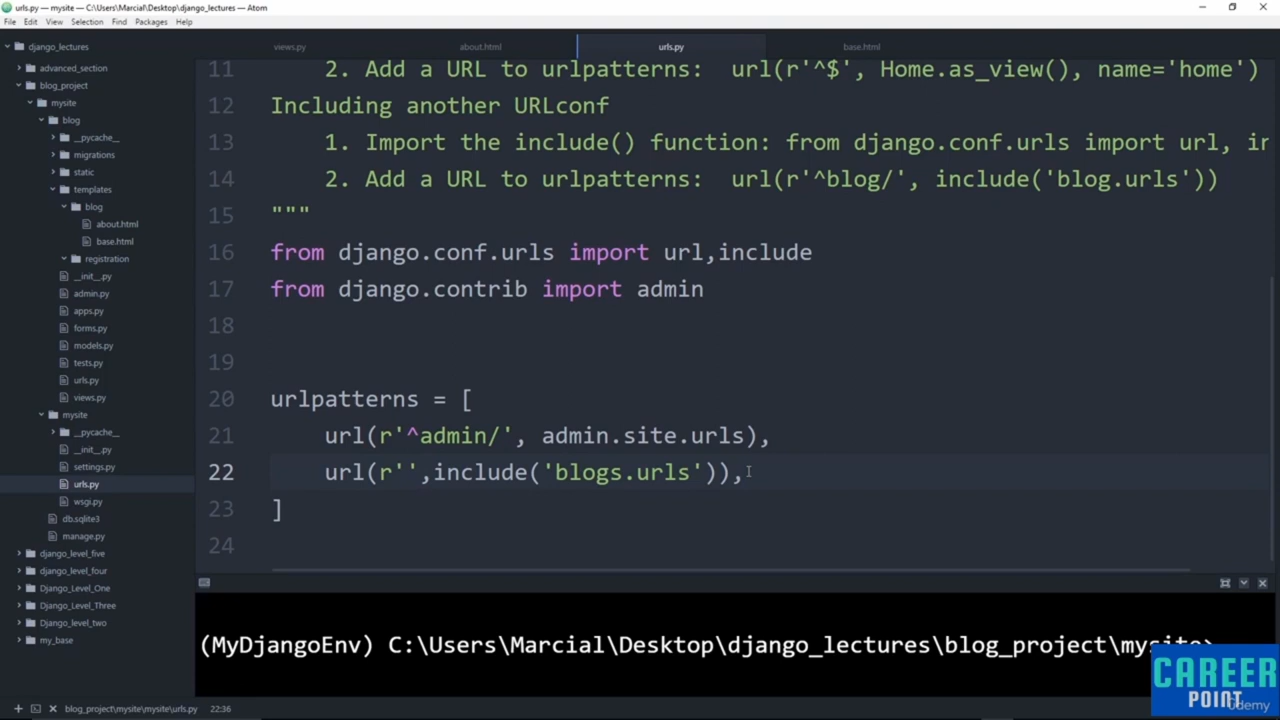 urls.py — mysite — C:\Users\Marcial\Desktop\django_lectures — Atom
File Edit View Selection Find Packages Help
django_lectures
advanced_section
blog_project
mysite
blog
__pycache__
migrations
static
templates
blog
about.html
base.html
registration
__init__.py
admin.py
apps.py
forms.py
models.py
tests.py
urls.py
views.py
mysite
__pycache__
__init__.py
settings.py
urls.py
wsgi.py
db.sqlite3
manage.py
django_level_five
django_level_four
Django_Level_One
Django_Level_Three
Django_level_two
my_base
views.py about.html urls.py base.html
11 2. Add a URL to urlpatterns:  url(r'^$', Home.as_view(), name='home')
12 Including another URLconf
13 1. Import the include() function: from django.conf.urls import url, in
14 2. Add a URL to urlpatterns:  url(r'^blog/', include('blog.urls'))
15 """
16 from django.conf.urls import url,include
17 from django.contrib import admin
18
19
20 urlpatterns = [
21 url(r'^admin/', admin.site.urls),
22 url(r'',include('blogs.urls')),
23 ]
24
(MyDjangoEnv) C:\Users\Marcial\Desktop\django_lectures\blog_project\mysite>
blog_project\mysite\mysite\urls.py 22:36
CAREER
POINT
udemy